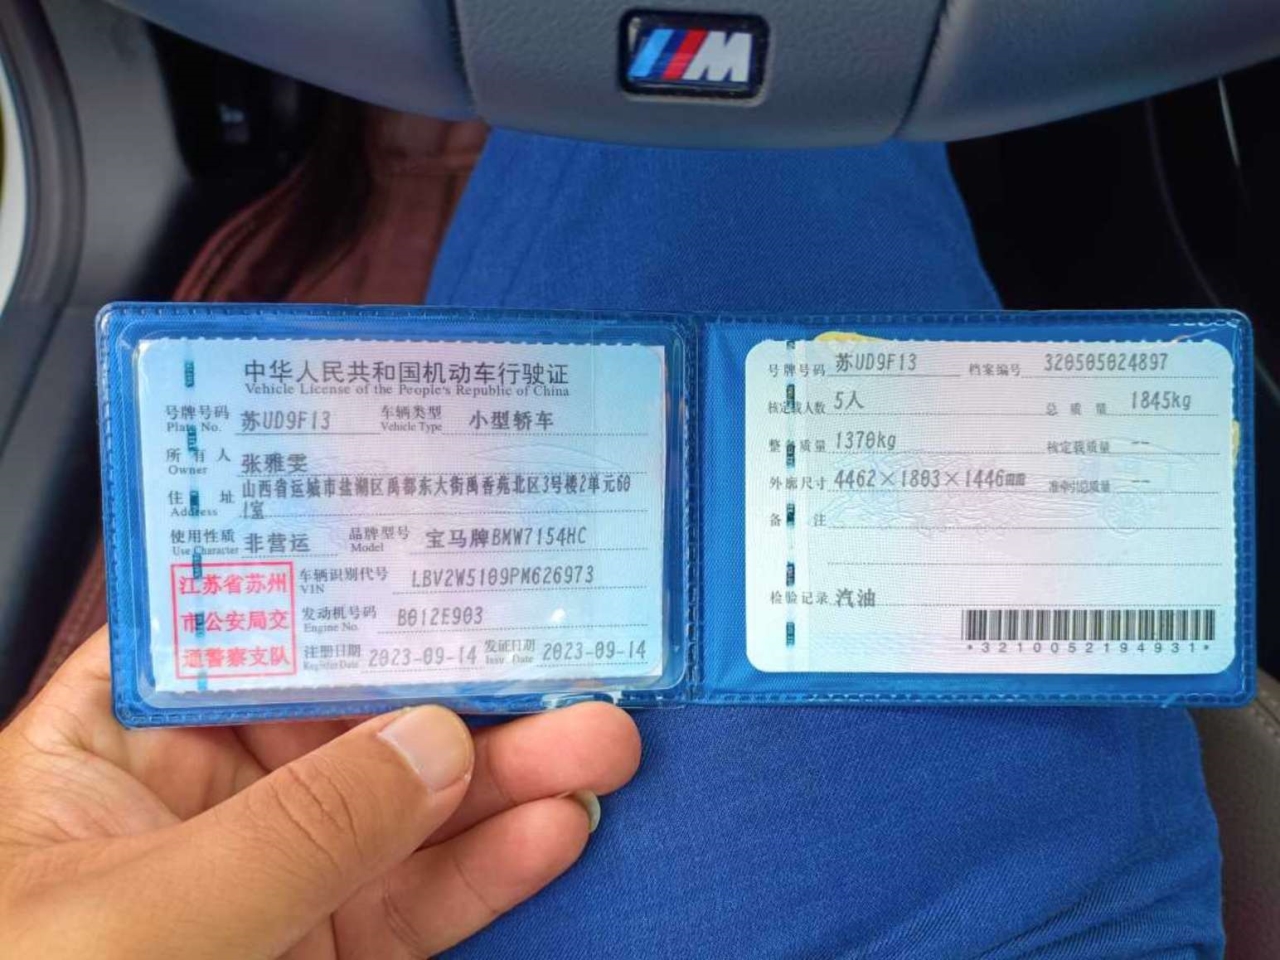 M
中华人民共和国机动车行驶证
Vehicle License of the People's Republic of China
号牌号码 苏UD9F13 车辆类型 小型轿车
Plate No. Vehicle Type
所有人 张雅雯
Owner
住址 山西省运城市盐湖区禹都东大街禹香苑北区3号楼2单元60
Address 1室
使用性质 非营运 品牌型号 宝马牌BMW7154HC
Use Character Model
江苏省苏州
市公安局交
通警察支队
车辆识别代号 LBV2W5109PM626973
VIN
发动机号码 B012E903
Engine No.
注册日期 2023-09-14 发证日期 2023-09-14
Register Date Issue Date
号牌号码 苏UD9F13 档案编号 320505024897
核定载人数 5人 总质量 1845kg
整备质量 1370kg 核定载质量 --
外廓尺寸 4462×1803×1446mm 准牵引总质量 --
备注
检验记录 汽油
*3210052194931*